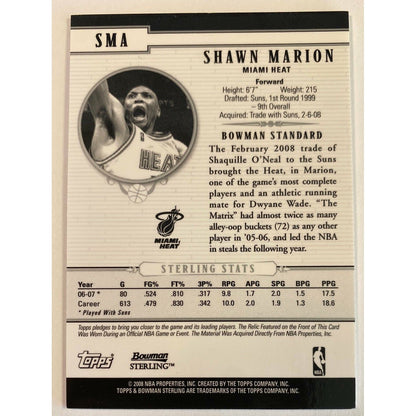 SMA
SHAWN MARION
MIAMI HEAT
Forward
Height: 6'7" Weight: 215
Drafted: Suns, 1st Round 1999
– 9th Overall
Acquired: Trade with Suns, 2-6-08
BOWMAN STANDARD
The February 2008 trade of
Shaquille O'Neal to the Suns
brought the Heat, in Marion,
one of the game's most complete
players and an athletic running
mate for Dwyane Wade. "The
Matrix" had almost twice as many
alley-oop buckets (72) as any other
player in '05-06, and led the NBA
in steals the following year.
HEA
MIAMI HEAT
STERLING STATS
Year G FG% FT% 3P% RPG APG SPG BPG PPG
06-07 * 80 .524 .810 .317 9.8 1.7 2.0 1.5 17.5
Career 613 .479 .830 .342 10.0 2.0 1.9 1.3 18.6
* Played With Suns
Topps pledges to bring you closer to the game and its leading players. The Relic Featured on the Front of This Card
Was Worn During an Official NBA Game or Event. The Material Was Acquired Directly From NBA Properties, Inc.
Topps Bowman STERLING™ NBA
© 2008 NBA PROPERTIES, INC. CREATED BY THE TOPPS COMPANY, INC.
TOPPS & BOWMAN STERLING ARE TRADEMARKS OF THE TOPPS COMPANY, INC.